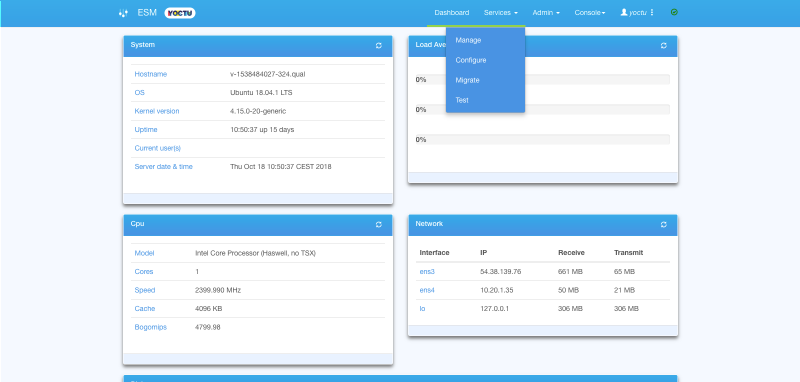 ESM YOCTU Dashboard Services Admin Console yoctu
Manage
Configure
Migrate
Test
System
Hostname v-1538484027-324.qual
OS Ubuntu 18.04.1 LTS
Kernel version 4.15.0-20-generic
Uptime 10:50:37 up 15 days
Current user(s)
Server date & time Thu Oct 18 10:50:37 CEST 2018
Load Ave
0%
0%
0%
Cpu
Model Intel Core Processor (Haswell, no TSX)
Cores 1
Speed 2399.990 MHz
Cache 4096 KB
Bogomips 4799.98
Network
Interface IP Receive Transmit
ens3 54.38.139.76 661 MB 65 MB
ens4 10.20.1.35 50 MB 21 MB
lo 127.0.0.1 306 MB 306 MB